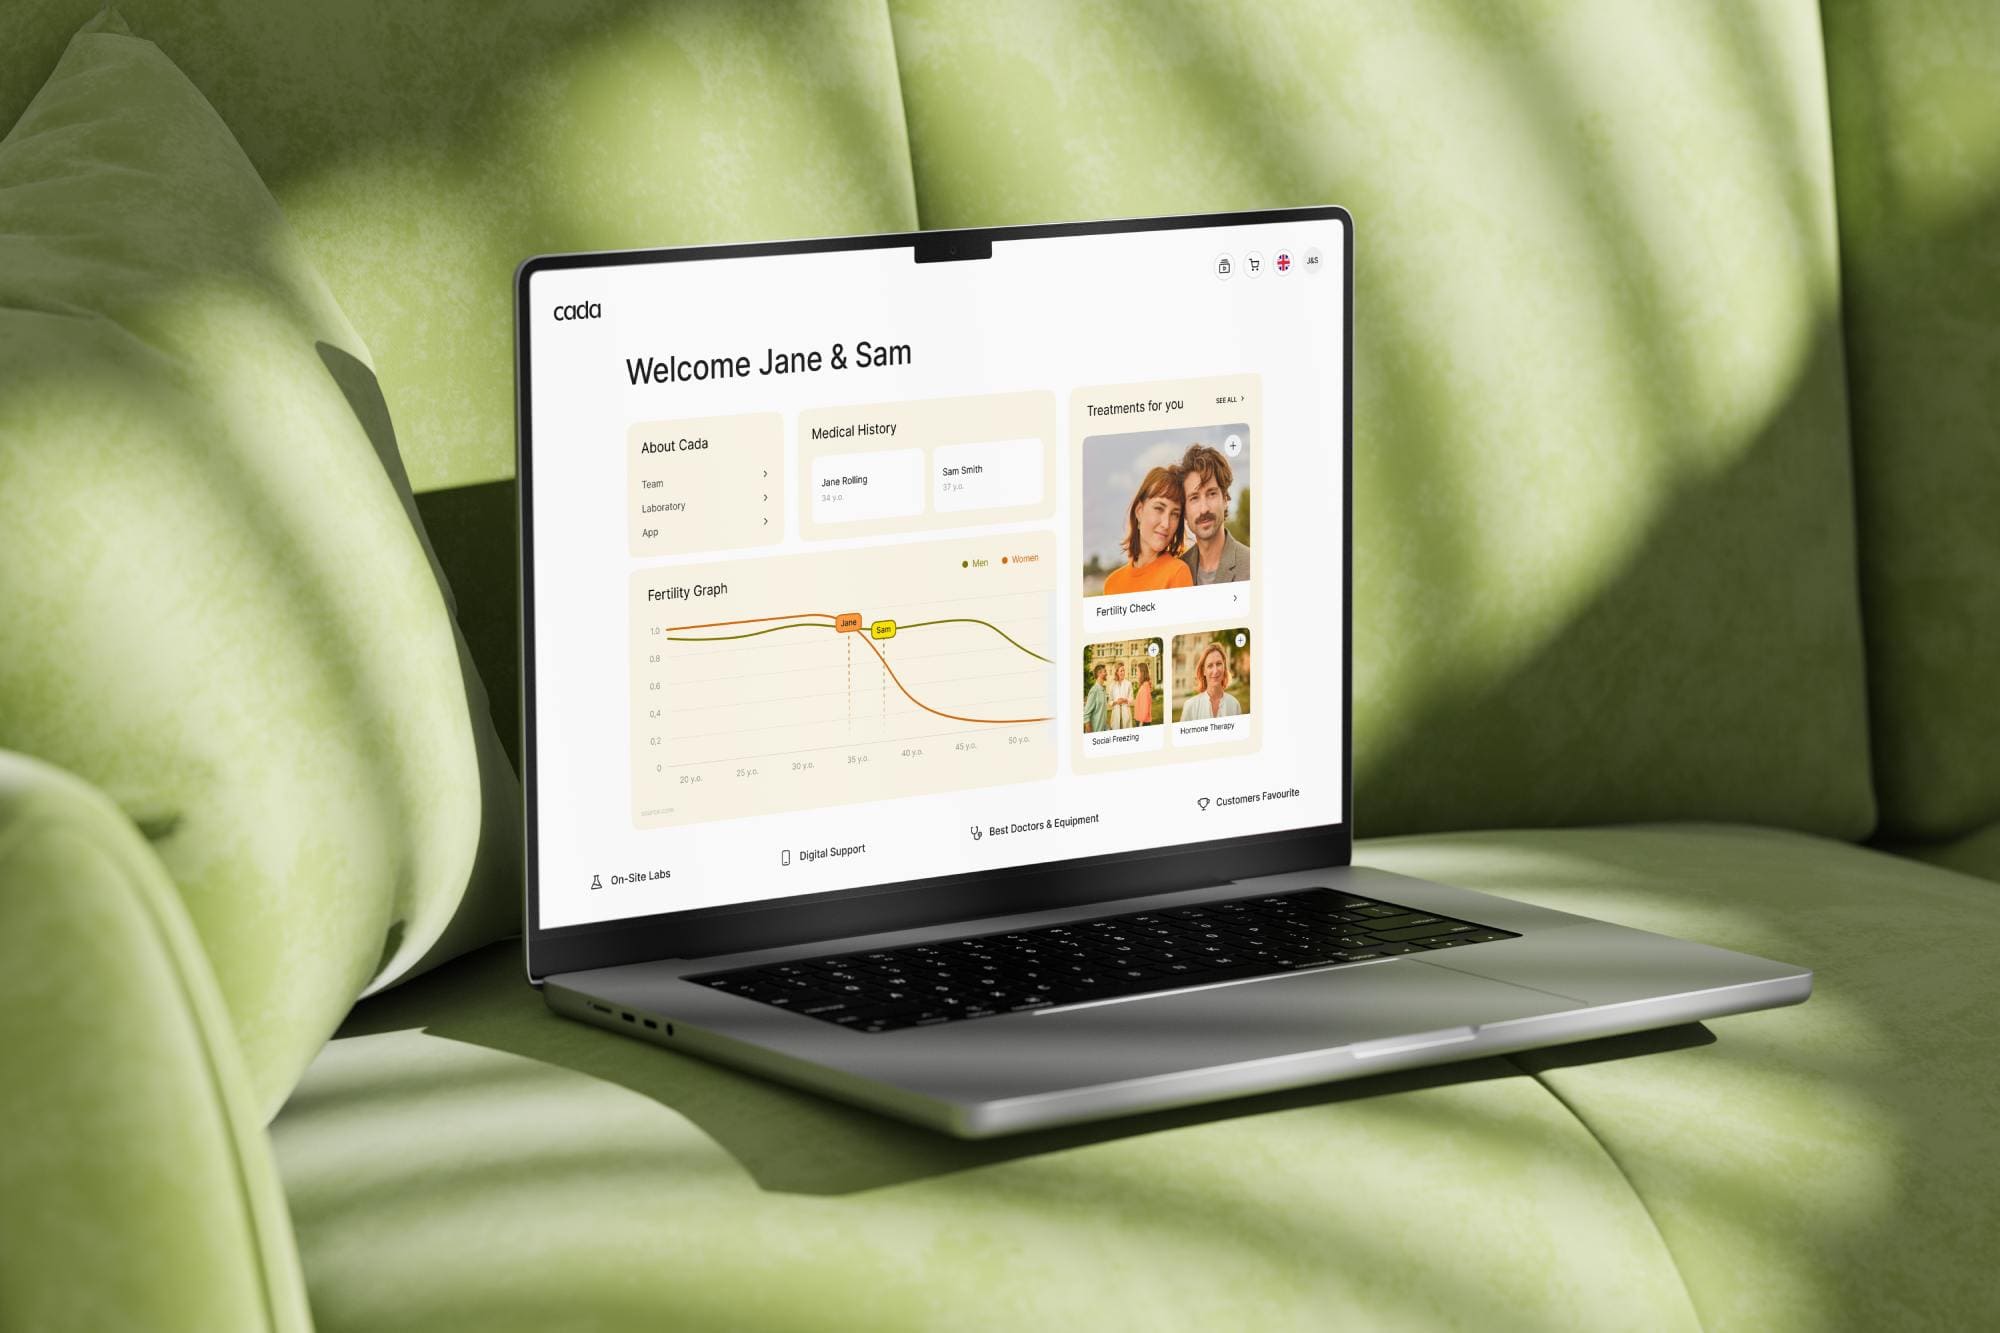 J&S
cada
Welcome Jane & Sam
About Cada
Team
Laboratory
App
Medical History
Jane Rolling
34 y.o.
Sam Smith
37 y.o.
Treatments for you
SEE ALL
Fertility Check
Social Freezing
Hormone Therapy
Fertility Graph
Men
Women
Jane
Sam
1,0
0,8
0,6
0,4
0,2
0
20 y.o.
25 y.o.
30 y.o.
35 y.o.
40 y.o.
45 y.o.
50 y.o.
source.com
On-Site Labs
Digital Support
Best Doctors & Equipment
Customers Favourite